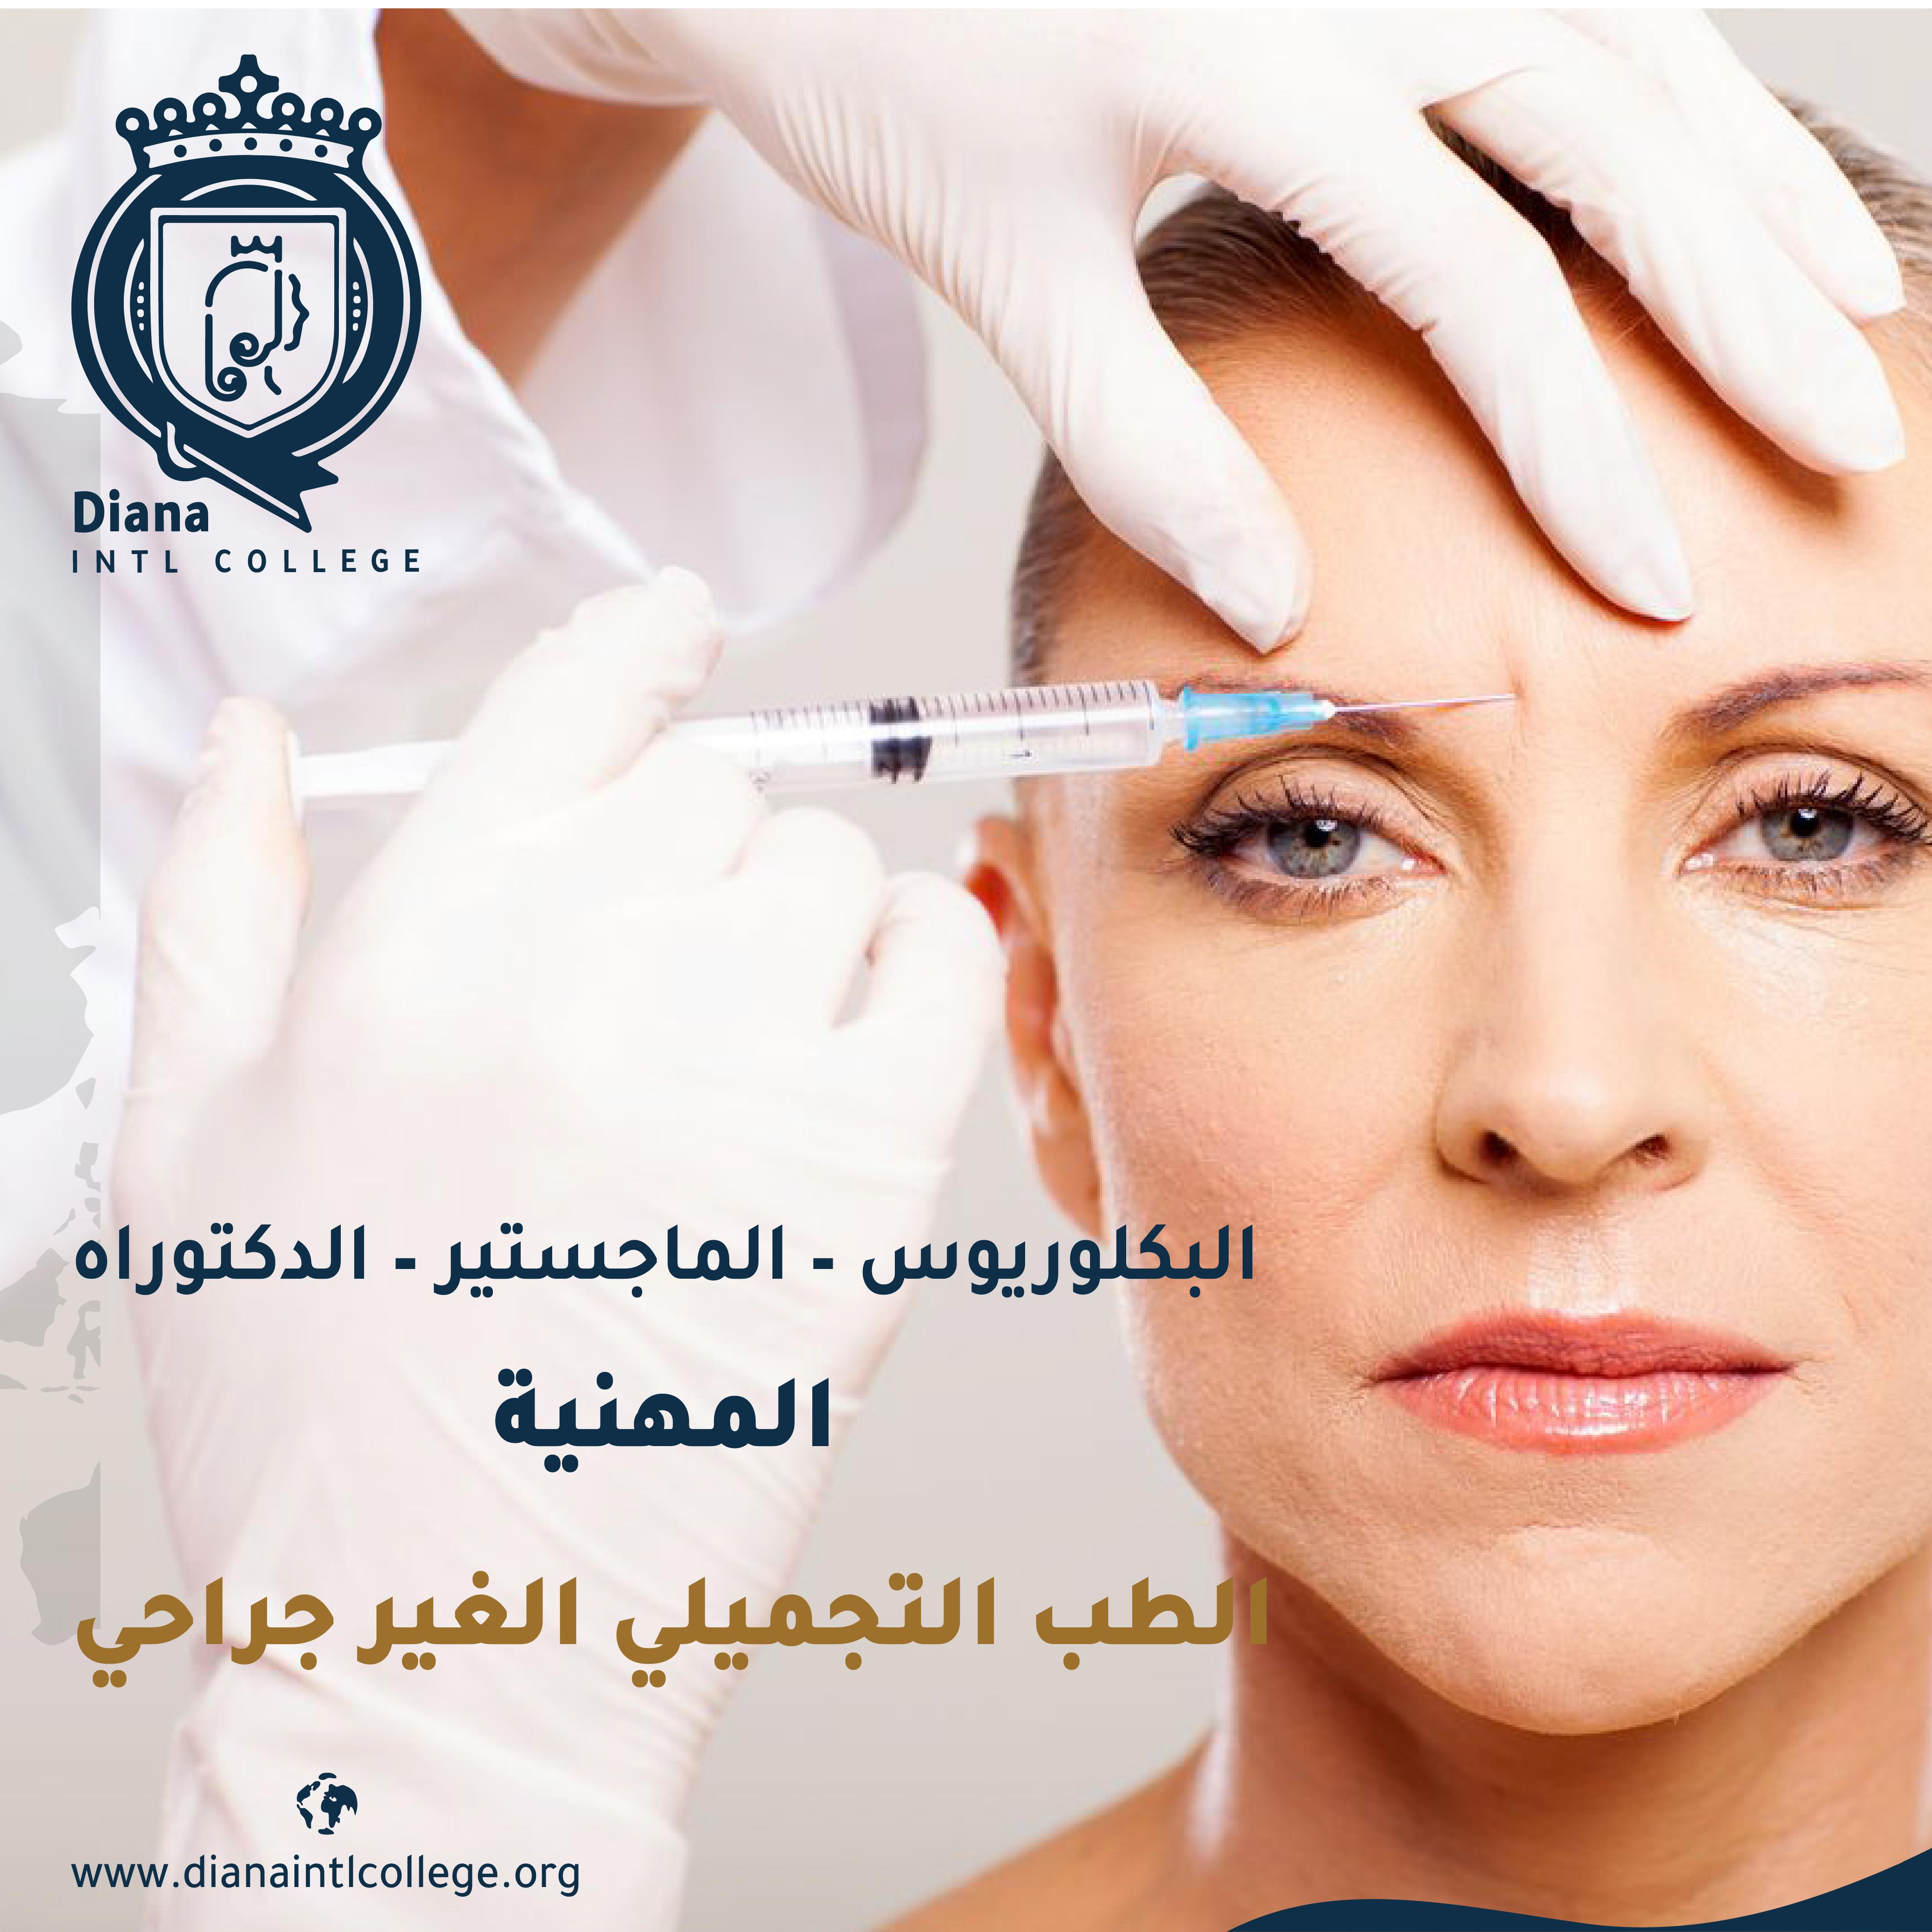 Diana
INTL COLLEGE
البكلوريوس - الماجستير - الدكتوراه
المهنية
الطب التجميلي الغير جراحي
www.dianaintlcollege.org